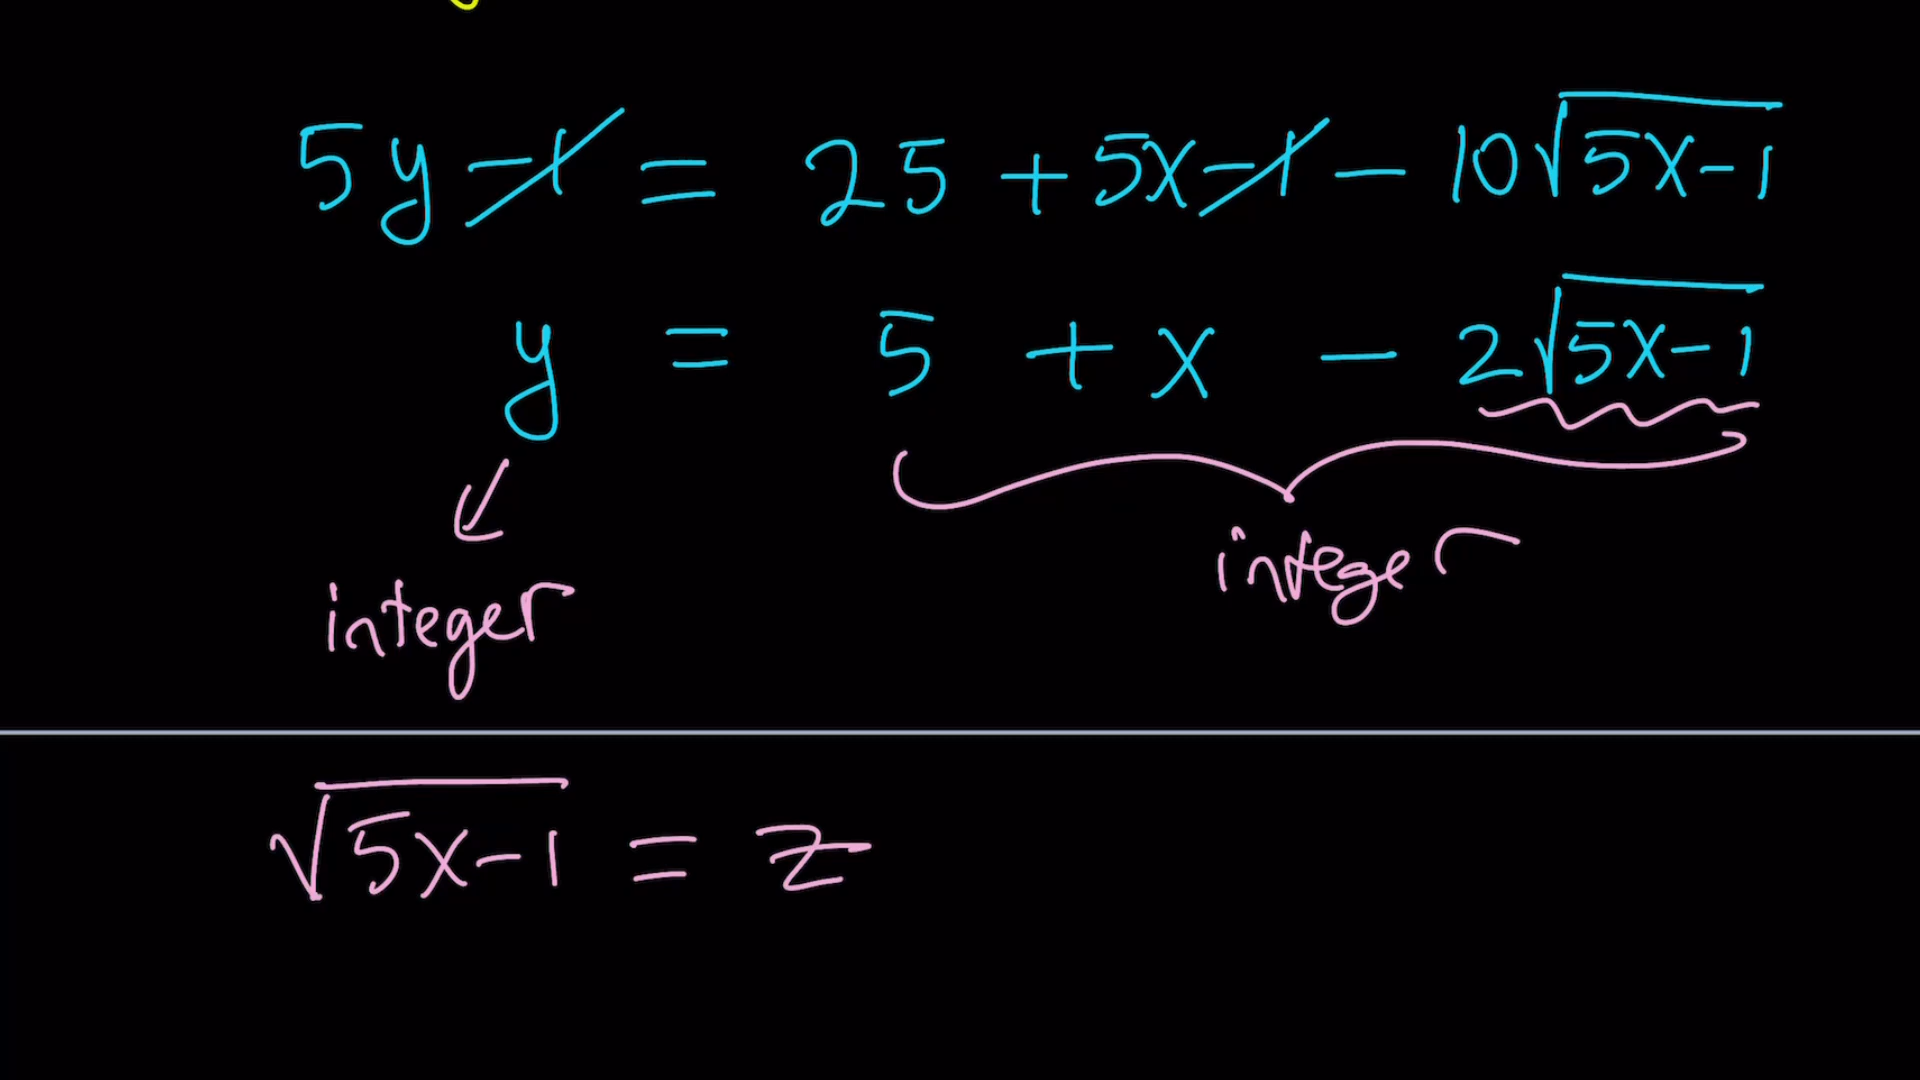 5y-1 = 25 + 5x-1 - 10√5x-1
y = 5 + x - 2√5x-1
integer
integer
√5x-1 = z